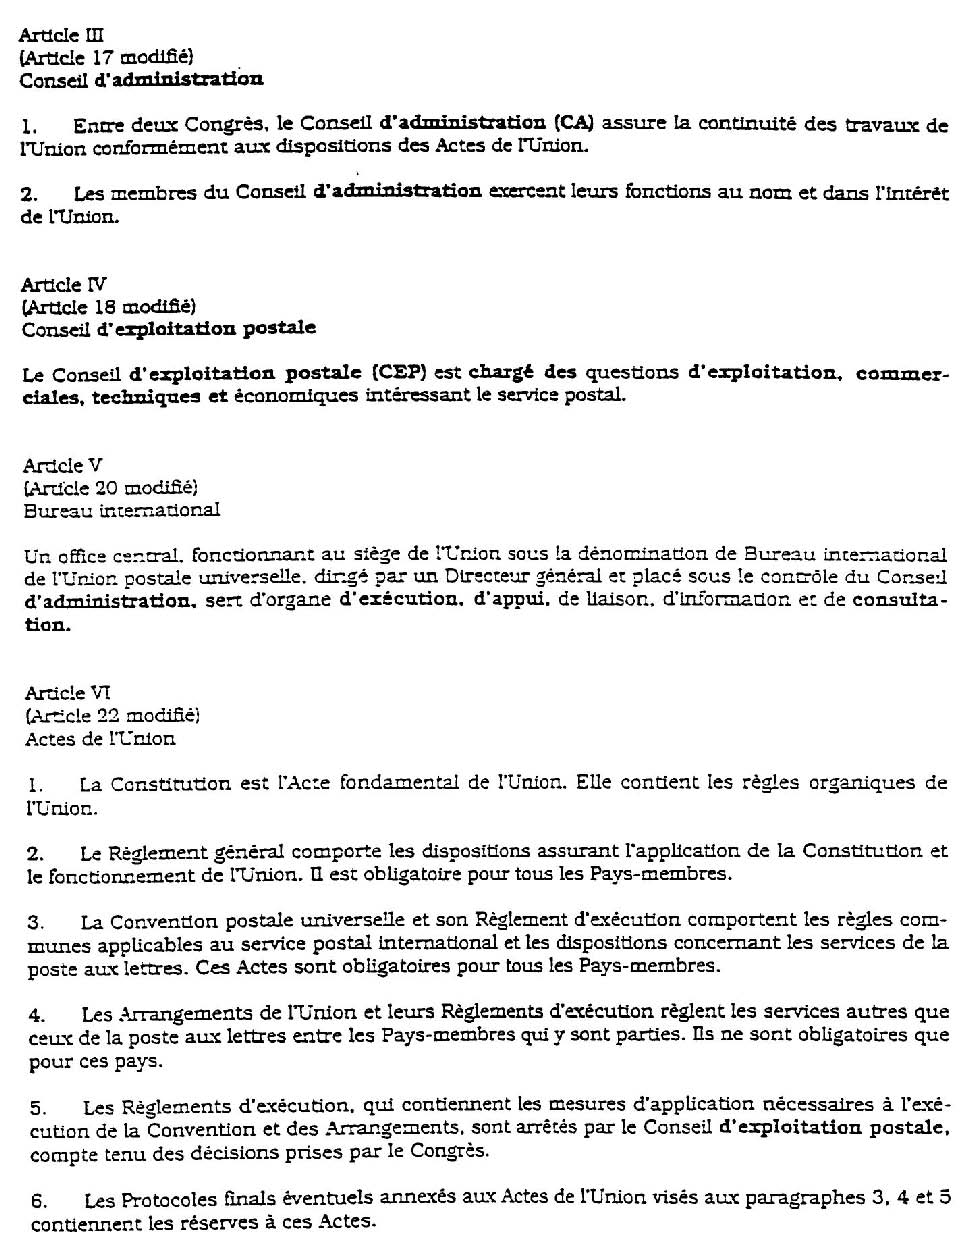 Article III
(Article 17 modifié)
Conseil d'administration
1. Entre deux Congrès, le Conseil d'administration (CA) assure la continuité des travaux de
l'Union conformément aux dispositions des Actes de l'Union.
2. Les membres du Conseil d'administration exercent leurs fonctions au nom et dans l'intérêt
de l'Union.
Article IV
(Article 18 modifié)
Conseil d'exploitation postale
Le Conseil d'exploitation postale (CEP) est chargé des questions d'exploitation, commer-
ciales, techniques et économiques intéressant le service postal.
Article V
(Article 20 modifié)
Bureau international
Un office central, fonctionnant au siège de l'Union sous la dénomination de Bureau international
de l'Union postale universelle, dirigé par un Directeur général et placé sous le contrôle du Conseil
d'administration, sert d'organe d'exécution, d'appui, de liaison, d'information et de consulta-
tion.
Article VI
(Article 22 modifié)
Actes de l'Union
1. La Constitution est l'Acte fondamental de l'Union. Elle contient les règles organiques de
l'Union.
2. Le Règlement général comporte les dispositions assurant l'application de la Constitution et
le fonctionnement de l'Union. Il est obligatoire pour tous les Pays-membres.
3. La Convention postale universelle et son Règlement d'exécution comportent les règles com-
munes applicables au service postal international et les dispositions concernant les services de la
poste aux lettres. Ces Actes sont obligatoires pour tous les Pays-membres.
4. Les Arrangements de l'Union et leurs Règlements d'exécution règlent les services autres que
ceux de la poste aux lettres entre les Pays-membres qui y sont parties. Ils ne sont obligatoires que
pour ces pays.
5. Les Règlements d'exécution, qui contiennent les mesures d'application nécessaires à l'exé-
cution de la Convention et des Arrangements, sont arrêtés par le Conseil d'exploitation postale,
compte tenu des décisions prises par le Congrès.
6. Les Protocoles finals éventuels annexés aux Actes de l'Union visés aux paragraphes 3, 4 et 5
contiennent les réserves à ces Actes.